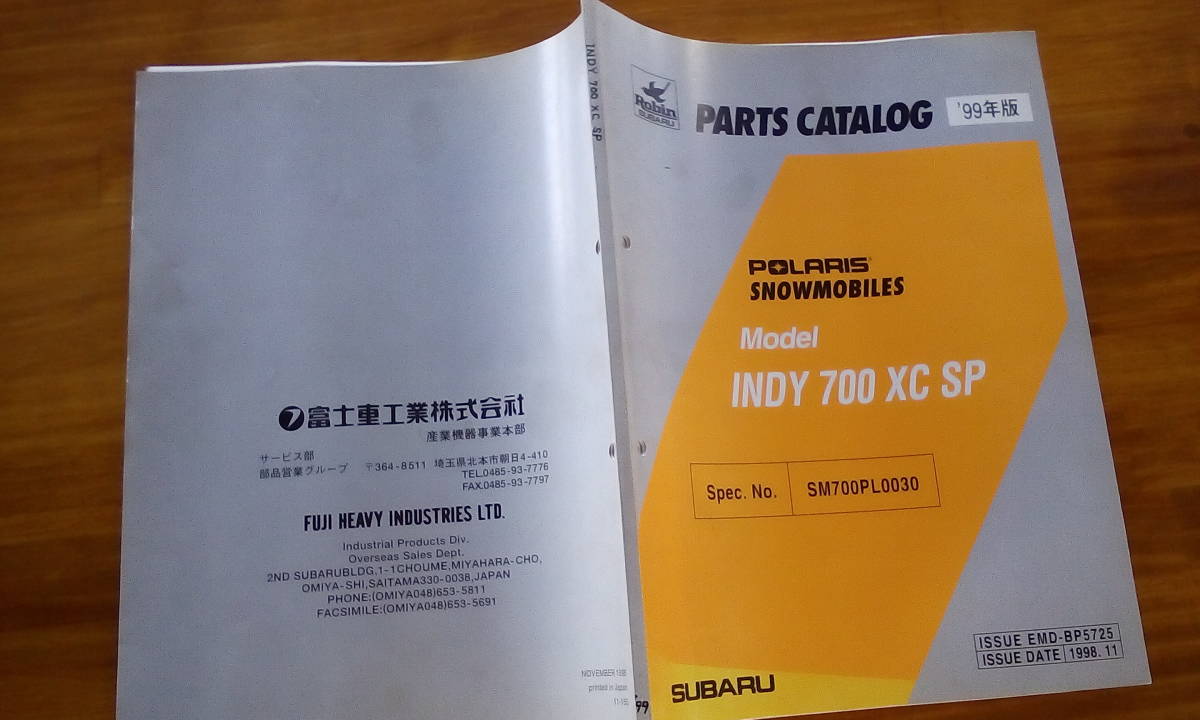 INDY 700 XC SP
Robin
SUBARU
PARTS CATALOG
'99年版
POLARIS®
SNOWMOBILES
Model
INDY 700 XC SP
Spec. No. SM700PL0030
ISSUE EMD-BP5725
ISSUE DATE 1998.11
SUBARU
富士重工業株式会社
産業機器事業本部
サービス部
部品営業グループ 〒364-8511 埼玉県北本市朝日4-410
TEL.0485-93-7776
FAX.0485-93-7797
FUJI HEAVY INDUSTRIES LTD.
Industrial Products Div.
Overseas Sales Dept.
2ND SUBARUBLDG.1-1CHOUME,MIYAHARA-CHO,
OMIYA-SHI,SAITAMA330-0038,JAPAN
PHONE:(OMIYA048)653-5811
FACSIMILE:(OMIYA048)653-5691
NOVEMBER 1998
printed in Japan
'99